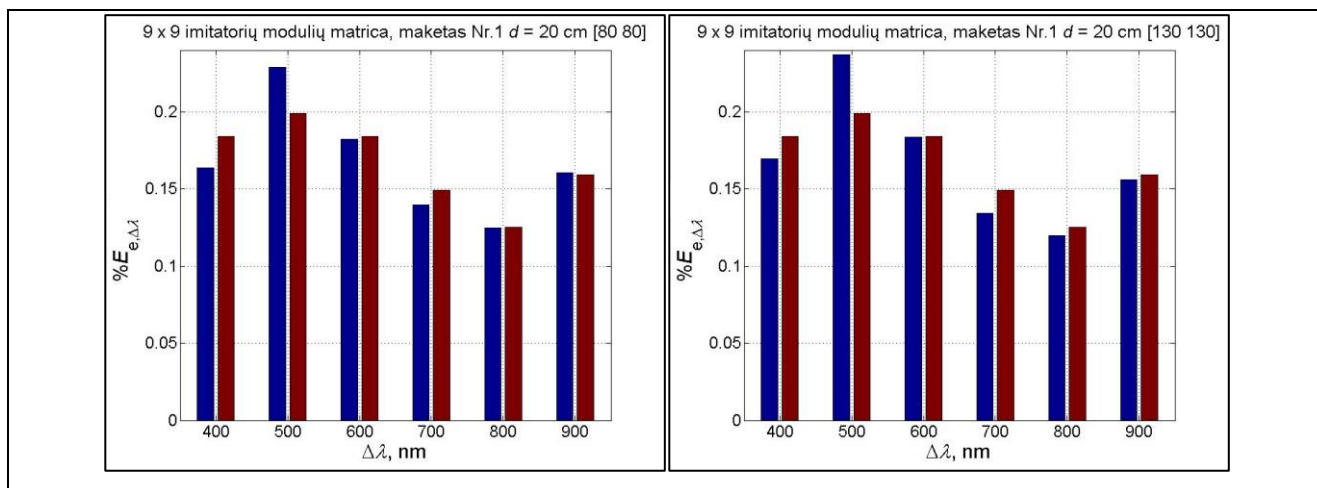 9 x 9 imitatorių modulių matrica, maketas Nr.1 d = 20 cm [80 80]
0.2
0.15
0.1
0.05
0
%E e,Δλ
400 500 600 700 800 900
Δλ, nm
9 x 9 imitatorių modulių matrica, maketas Nr.1 d = 20 cm [130 130]
0.2
0.15
0.1
0.05
0
%E e,Δλ
400 500 600 700 800 900
Δλ, nm